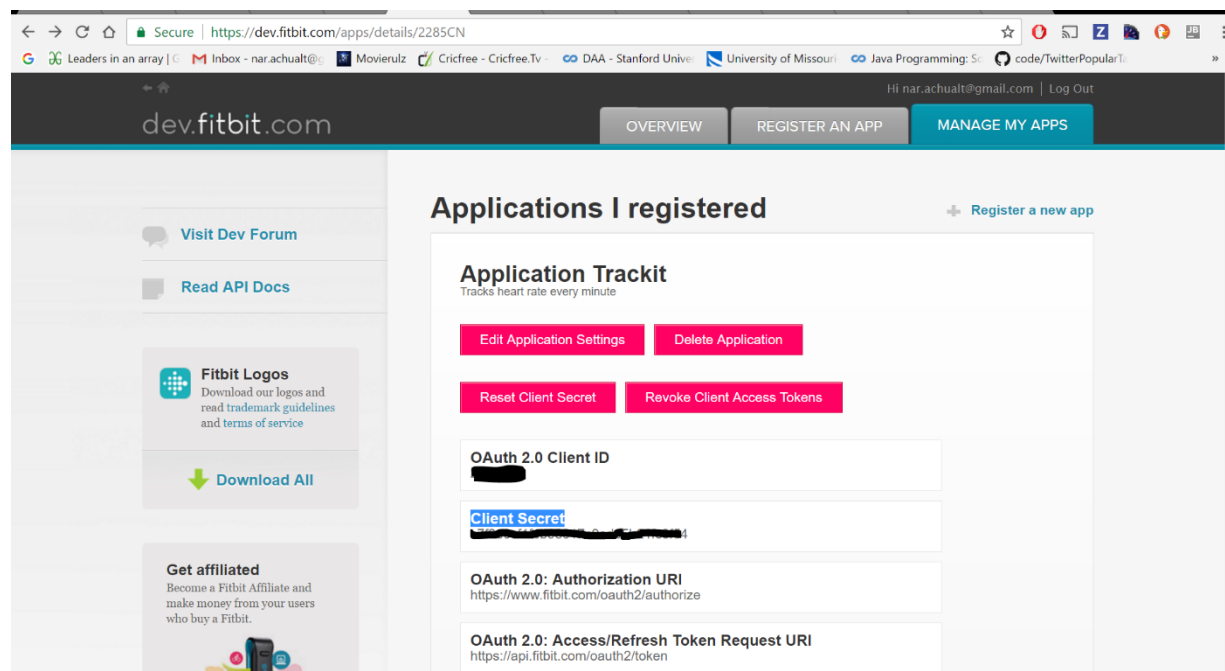 Secure | https://dev.fitbit.com/apps/details/2285CN
Leaders in an array | G
Inbox - nar.achualt@g
Movierulz
Cricfree - Cricfree.Tv -
DAA - Stanford Unive
University of Missouri
Java Programming: So
code/TwitterPopularTa
»
Hi nar.achualt@gmail.com | Log Out
dev.fitbit.com
OVERVIEW
REGISTER AN APP
MANAGE MY APPS
Applications I registered
Register a new app
Visit Dev Forum
Read API Docs
Fitbit Logos
Download our logos and
read trademark guidelines
and terms of service
Download All
Get affiliated
Become a Fitbit Affiliate and
make money from your users
who buy a Fitbit.
Application Trackit
Tracks heart rate every minute
Edit Application Settings
Delete Application
Reset Client Secret
Revoke Client Access Tokens
OAuth 2.0 Client ID
Client Secret
OAuth 2.0: Authorization URI
https://www.fitbit.com/oauth2/authorize
OAuth 2.0: Access/Refresh Token Request URI
https://api.fitbit.com/oauth2/token